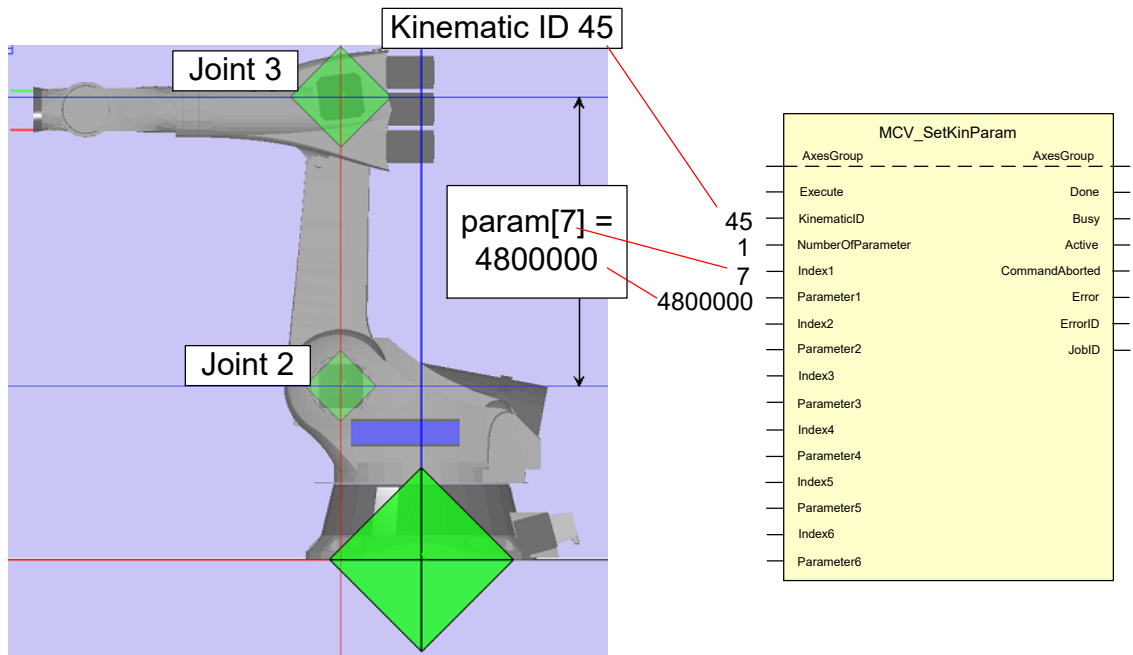 Kinematic ID 45
Joint 3
param[7] =
4800000
Joint 2
45
1
7
4800000
MCV_SetKinParam
AxesGroup AxesGroup
Execute Done
KinematicID Busy
NumberOfParameter Active
Index1 CommandAborted
Parameter1 Error
Index2 ErrorID
Parameter2 JobID
Index3
Parameter3
Index4
Parameter4
Index5
Parameter5
Index6
Parameter6